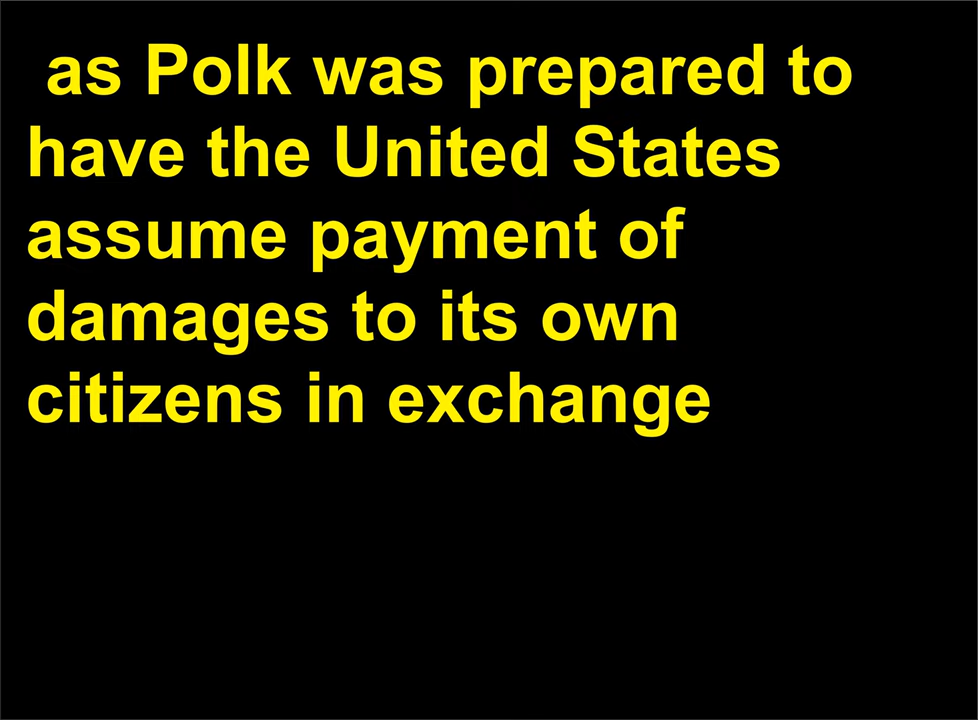 as Polk was prepared to
have the United States
assume payment of
damages to its own
citizens in exchange